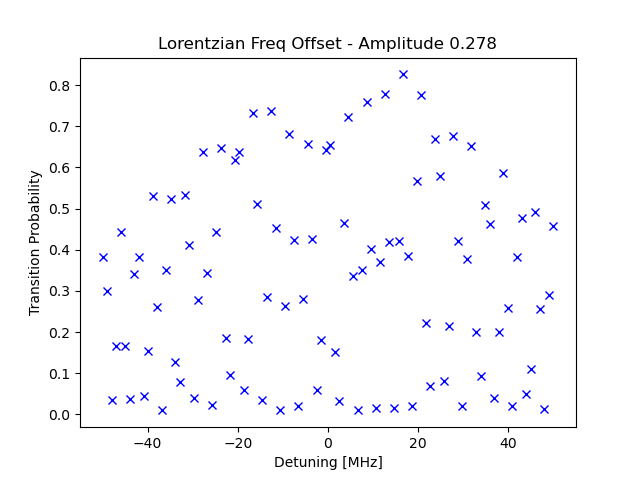 Lorentzian Freq Offset - Amplitude 0.278
Transition Probability
0.8
0.7
0.6
0.5
0.4
0.3
0.2
0.1
0.0
−40 −20 0 20 40
Detuning [MHz]